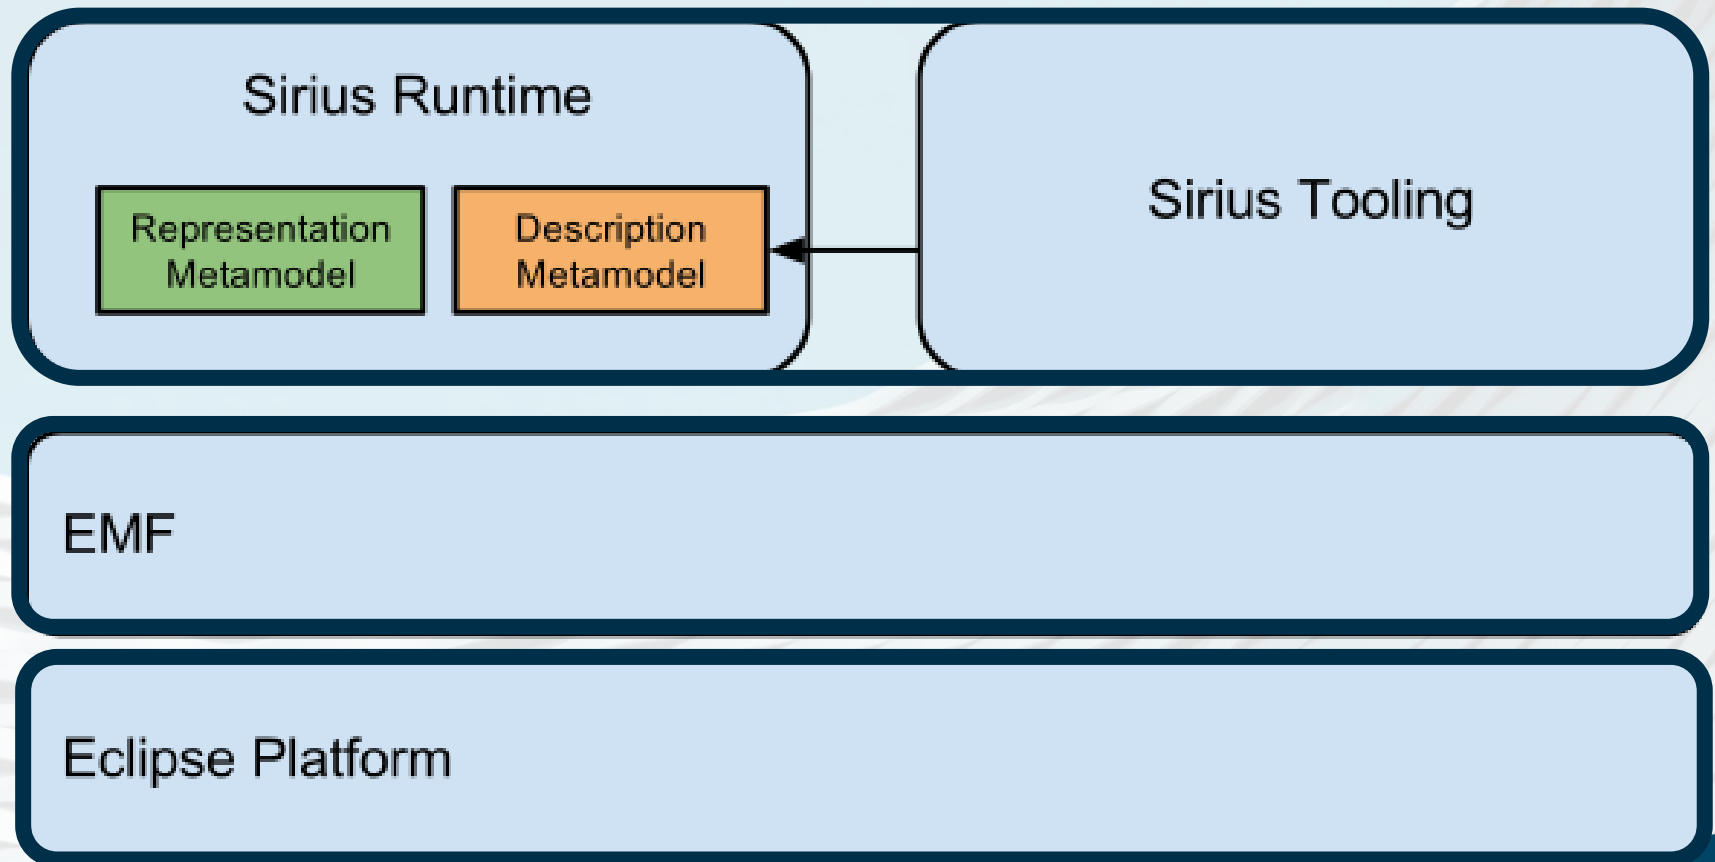 Sirius Runtime
Representation
Metamodel
Description
Metamodel
Sirius Tooling
EMF
Eclipse Platform